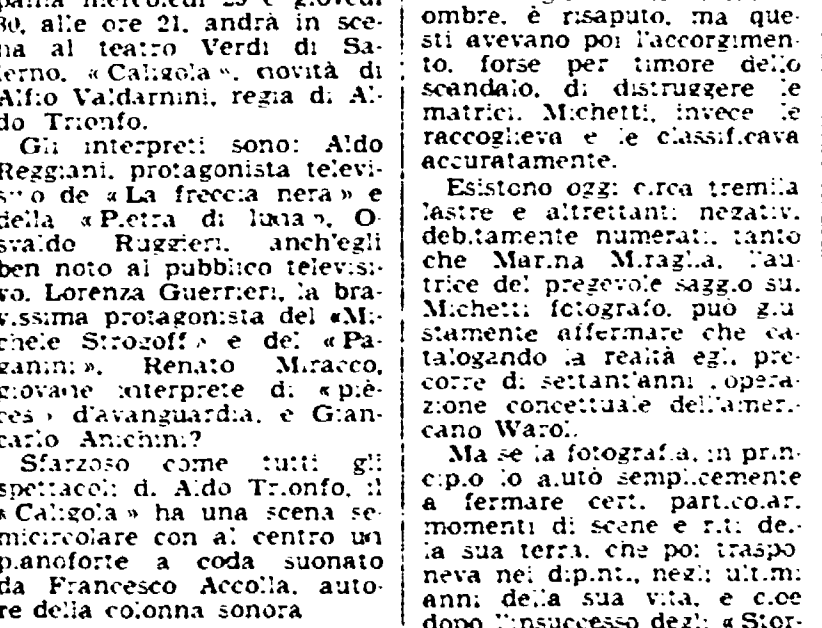 30, alle ore 21, andrà in sce-
na al teatro Verdi di Sa-
lerno, «Caligola», novità di
Alfio Valdarnini, regia di Al-
do Trionfo.
Gli interpreti sono: Aldo
Reggiani, protagonista televi-
sivo de «La freccia nera» e
della «Pietra di luna», O-
svaldo Ruggieri, anch'egli
ben noto al pubblico televisi-
vo, Lorenza Guerrieri, la bra-
vissima protagonista del «Mi-
chele Strogoff» e del «Pa-
ganini», Renato Miracco,
giovane interprete di «piè-
ces» d'avanguardia, e Gian-
carlo Anichini?
Sfarzoso come tutti gli
spettacoli di Aldo Trionfo, il
«Caligola» ha una scena se-
micircolare con al centro un
pianoforte a coda suonato
da Francesco Accolla, auto-
re della colonna sonora
ombre, è risaputo, ma que-
sti avevano poi l'accorgimen-
to, forse per timore dello
scandalo, di distruggere le
matrici. Michetti, invece le
raccoglieva e le classificava
accuratamente.
Esistono oggi circa tremila
lastre e altrettanti negativi
debitamente numerati, tanto
che Marina Miraglia, l'au-
trice del pregevole saggio su
Michetti fotografo, può giu
stamente affermare che ca-
talogando la realtà egli pre-
corre di settant'anni l'opera-
zione concettuale dell'ameri-
cano Warol.
Ma se la fotografia, in prin-
cipio lo aiutò semplicemente
a fermare certi particolari
momenti di scene e riti del-
la sua terra, che poi traspo
neva nei dipinti, negli ultimi
anni della sua vita, e cioè
dopo l'insuccesso degli «Stor-